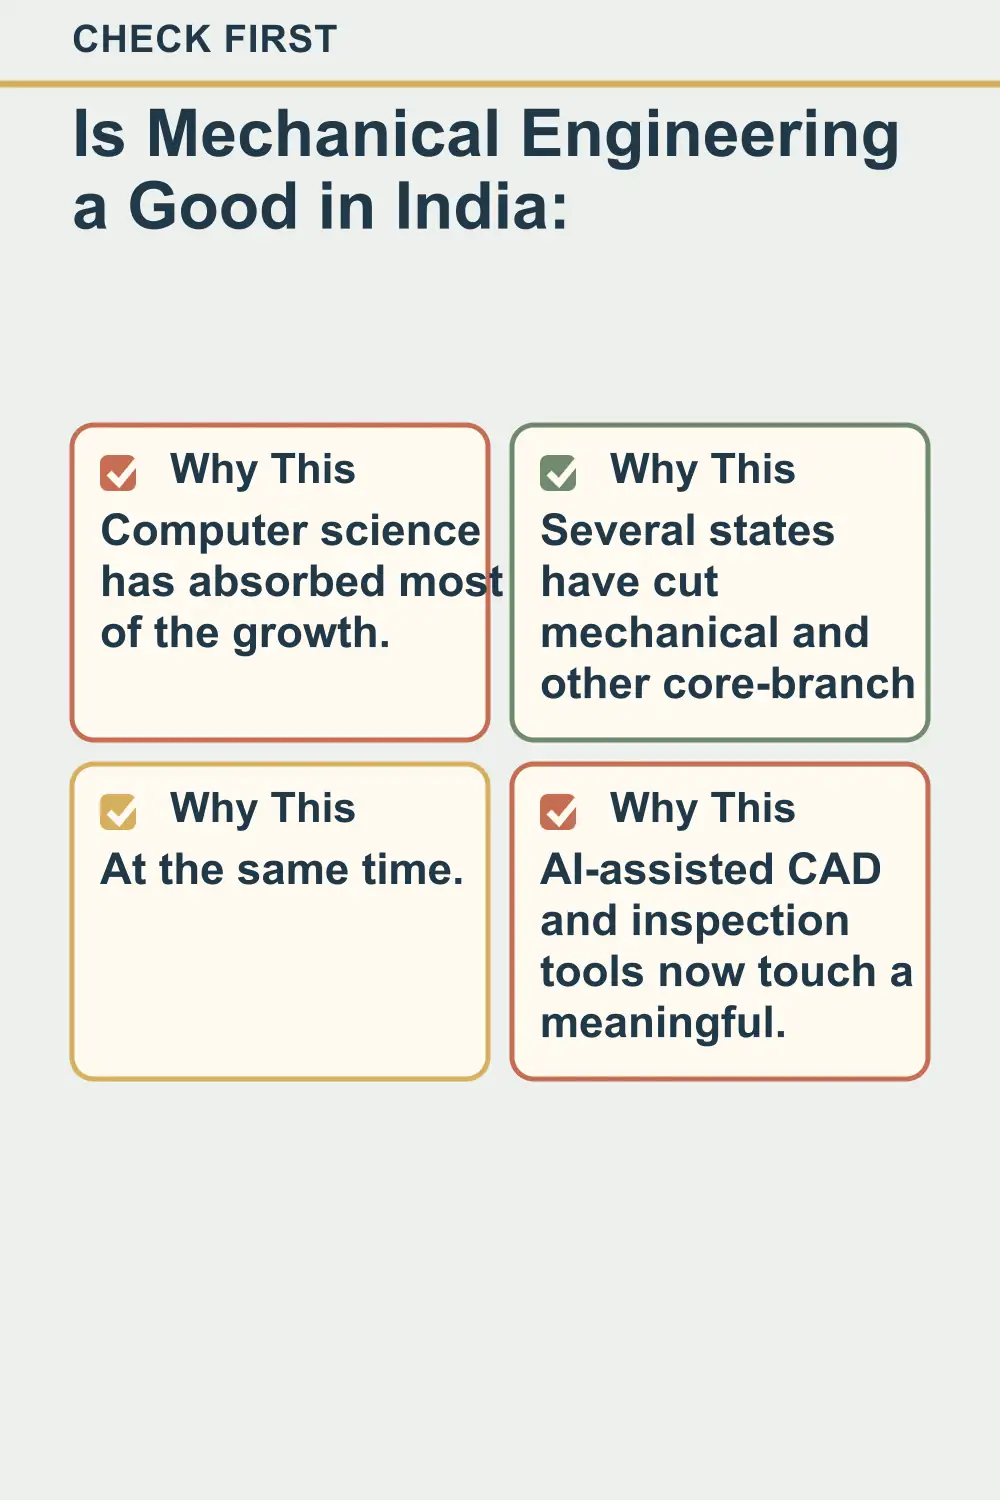 CHECK FIRST
Is Mechanical Engineering
a Good in India:
Why This
Computer science
has absorbed most
of the growth.
Why This
Several states
have cut
mechanical and
other core-branch
Why This
At the same time.
Why This
AI-assisted CAD
and inspection
tools now touch a
meaningful.